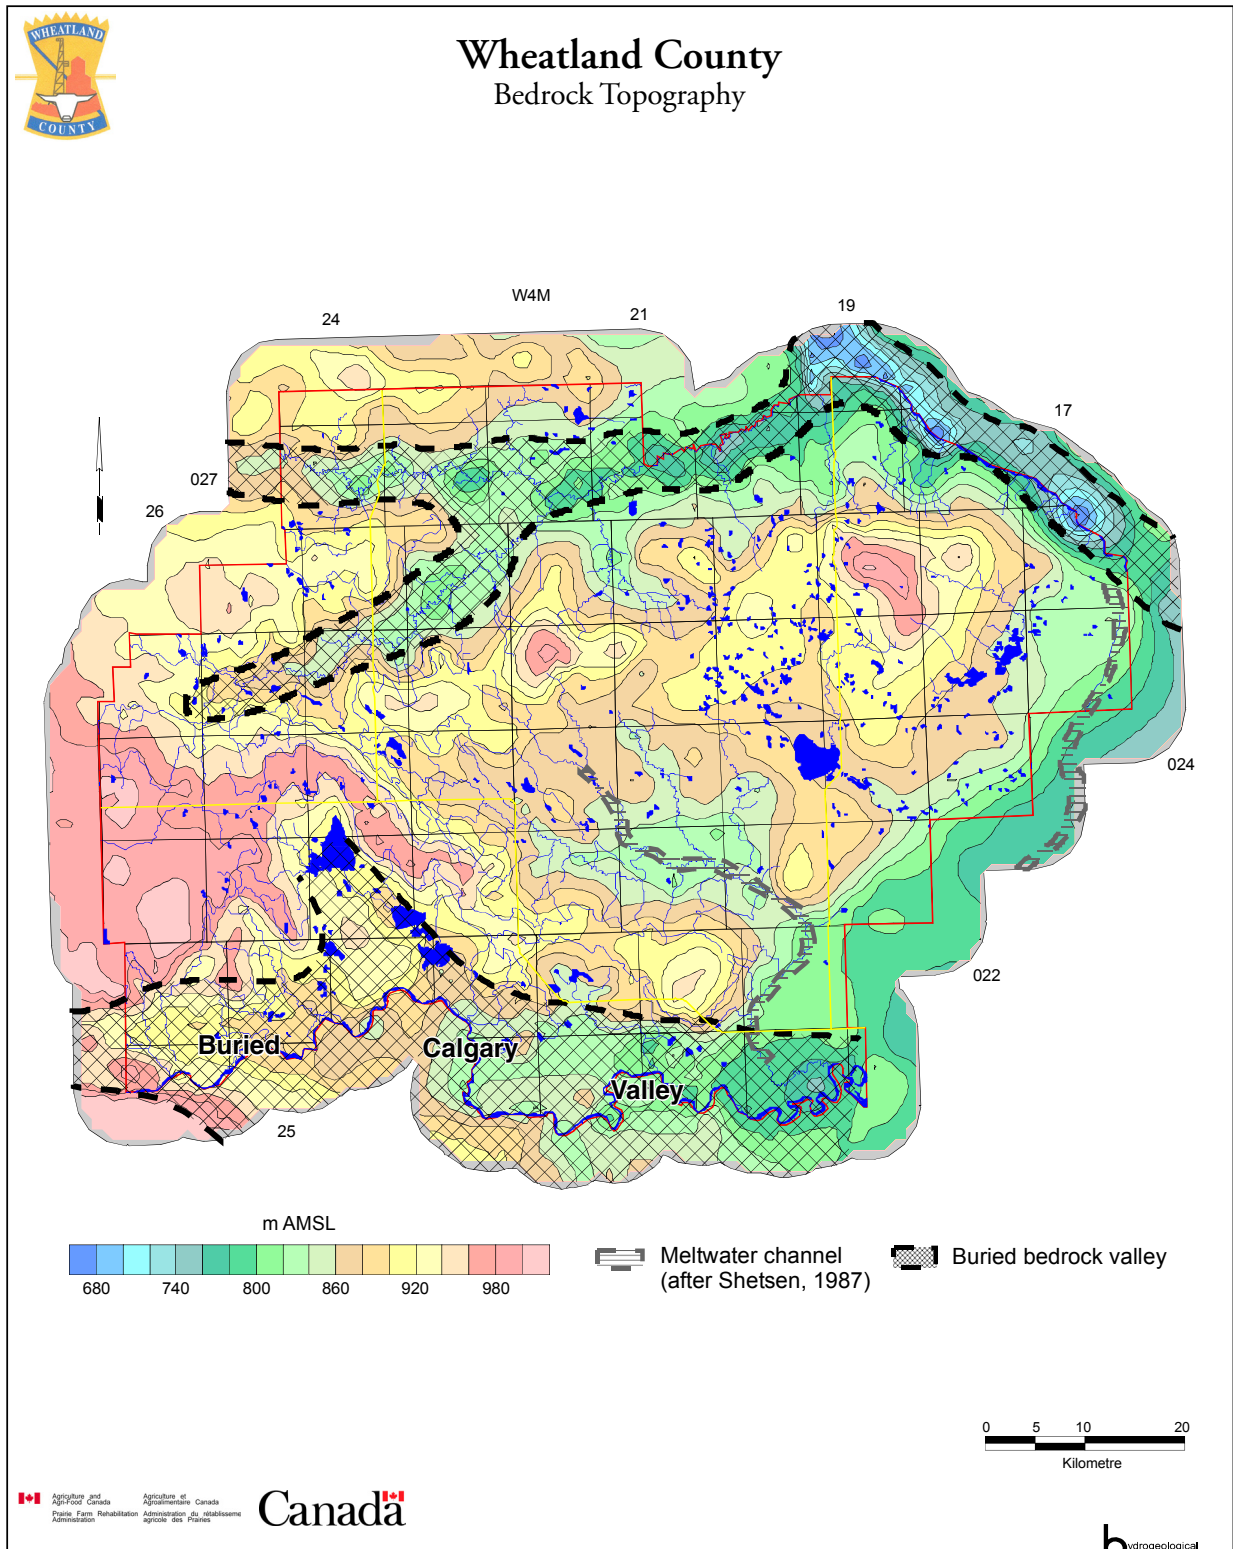 WHEATLAND
COUNTY
Wheatland County
Bedrock Topography
W4M
24
21
19
17
027
26
024
022
Buried
Calgary
Valley
25
m AMSL
680 740 800 860 920 980
Meltwater channel
(after Shetsen, 1987)
Buried bedrock valley
0 5 10 20
Kilometre
Agriculture and
Agri-Food Canada
Prairie Farm Rehabilitation
Administration
Agriculture et
Agroalimentaire Canada
Administration du rétablisseme
agricole des Prairies
Canada
hydrogeological